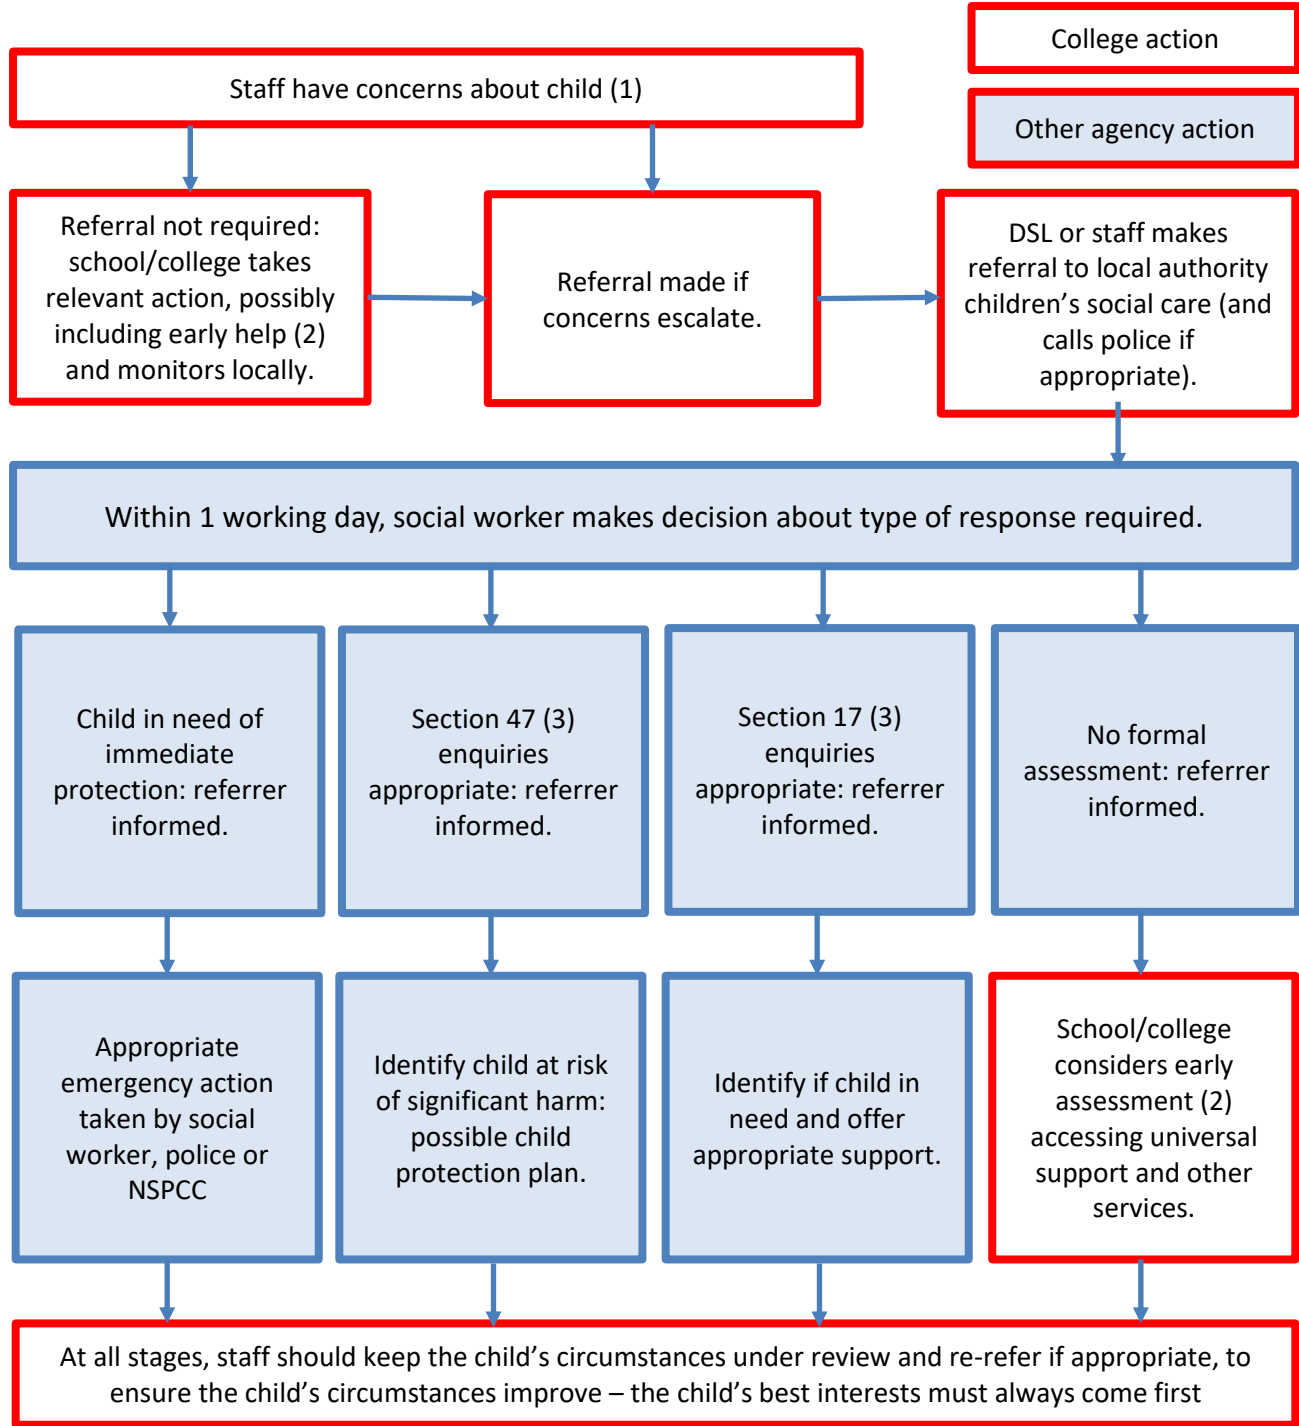 College action
Staff have concerns about child (1)
Other agency action
Referral not required:
school/college takes
relevant action, possibly
including early help (2)
and monitors locally.
Referral made if
concerns escalate.
DSL or staff makes
referral to local authority
children’s social care (and
calls police if
appropriate).
Within 1 working day, social worker makes decision about type of response required.
Child in need of
immediate
protection: referrer
informed.
Section 47 (3)
enquiries
appropriate: referrer
informed.
Section 17 (3)
enquiries
appropriate: referrer
informed.
No formal
assessment: referrer
informed.
Appropriate
emergency action
taken by social
worker, police or
NSPCC
Identify child at risk
of significant harm:
possible child
protection plan.
Identify if child in
need and offer
appropriate support.
School/college
considers early
assessment (2)
accessing universal
support and other
services.
At all stages, staff should keep the child’s circumstances under review and re-refer if appropriate, to
ensure the child’s circumstances improve – the child’s best interests must always come first